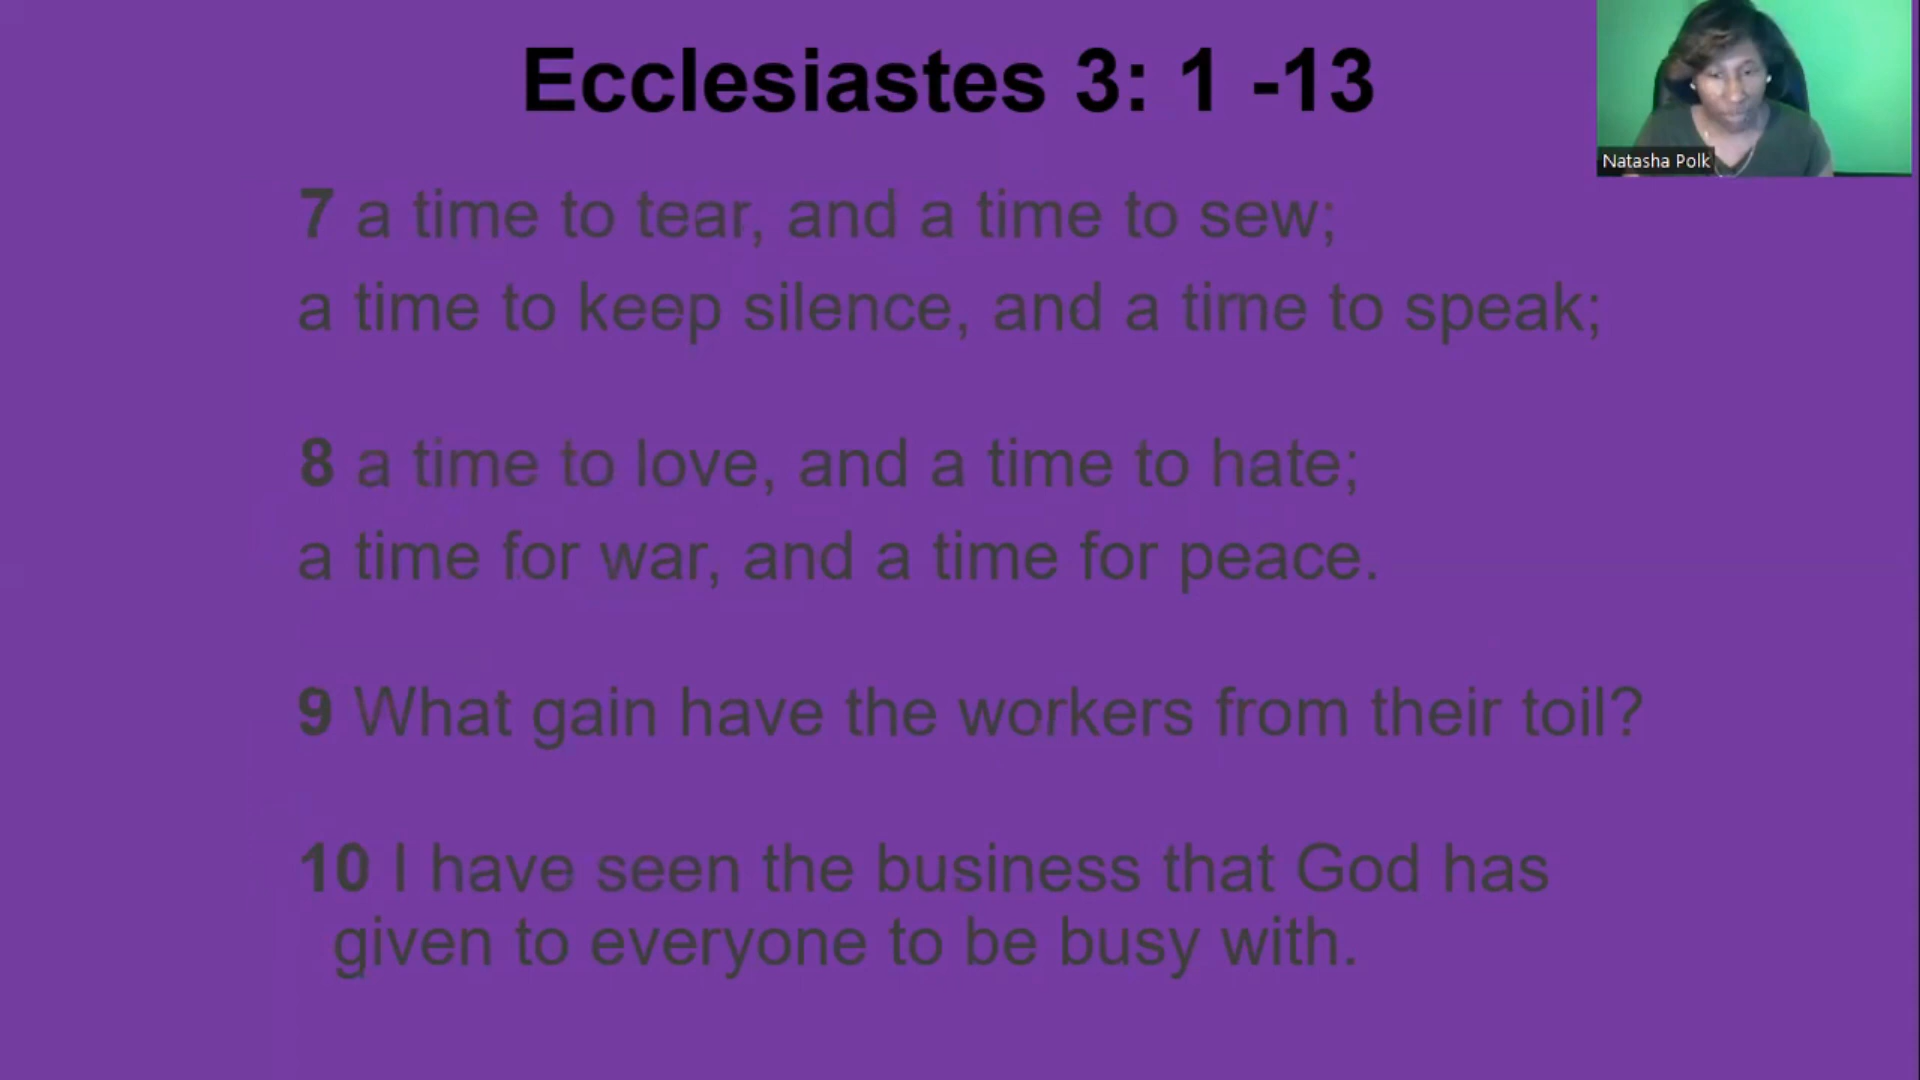 Ecclesiastes 3: 1 -13
Natasha Polk
7 a time to tear, and a time to sew;
a time to keep silence, and a time to speak;
8 a time to love, and a time to hate;
a time for war, and a time for peace.
9 What gain have the workers from their toil?
10 I have seen the business that God has
given to everyone to be busy with.